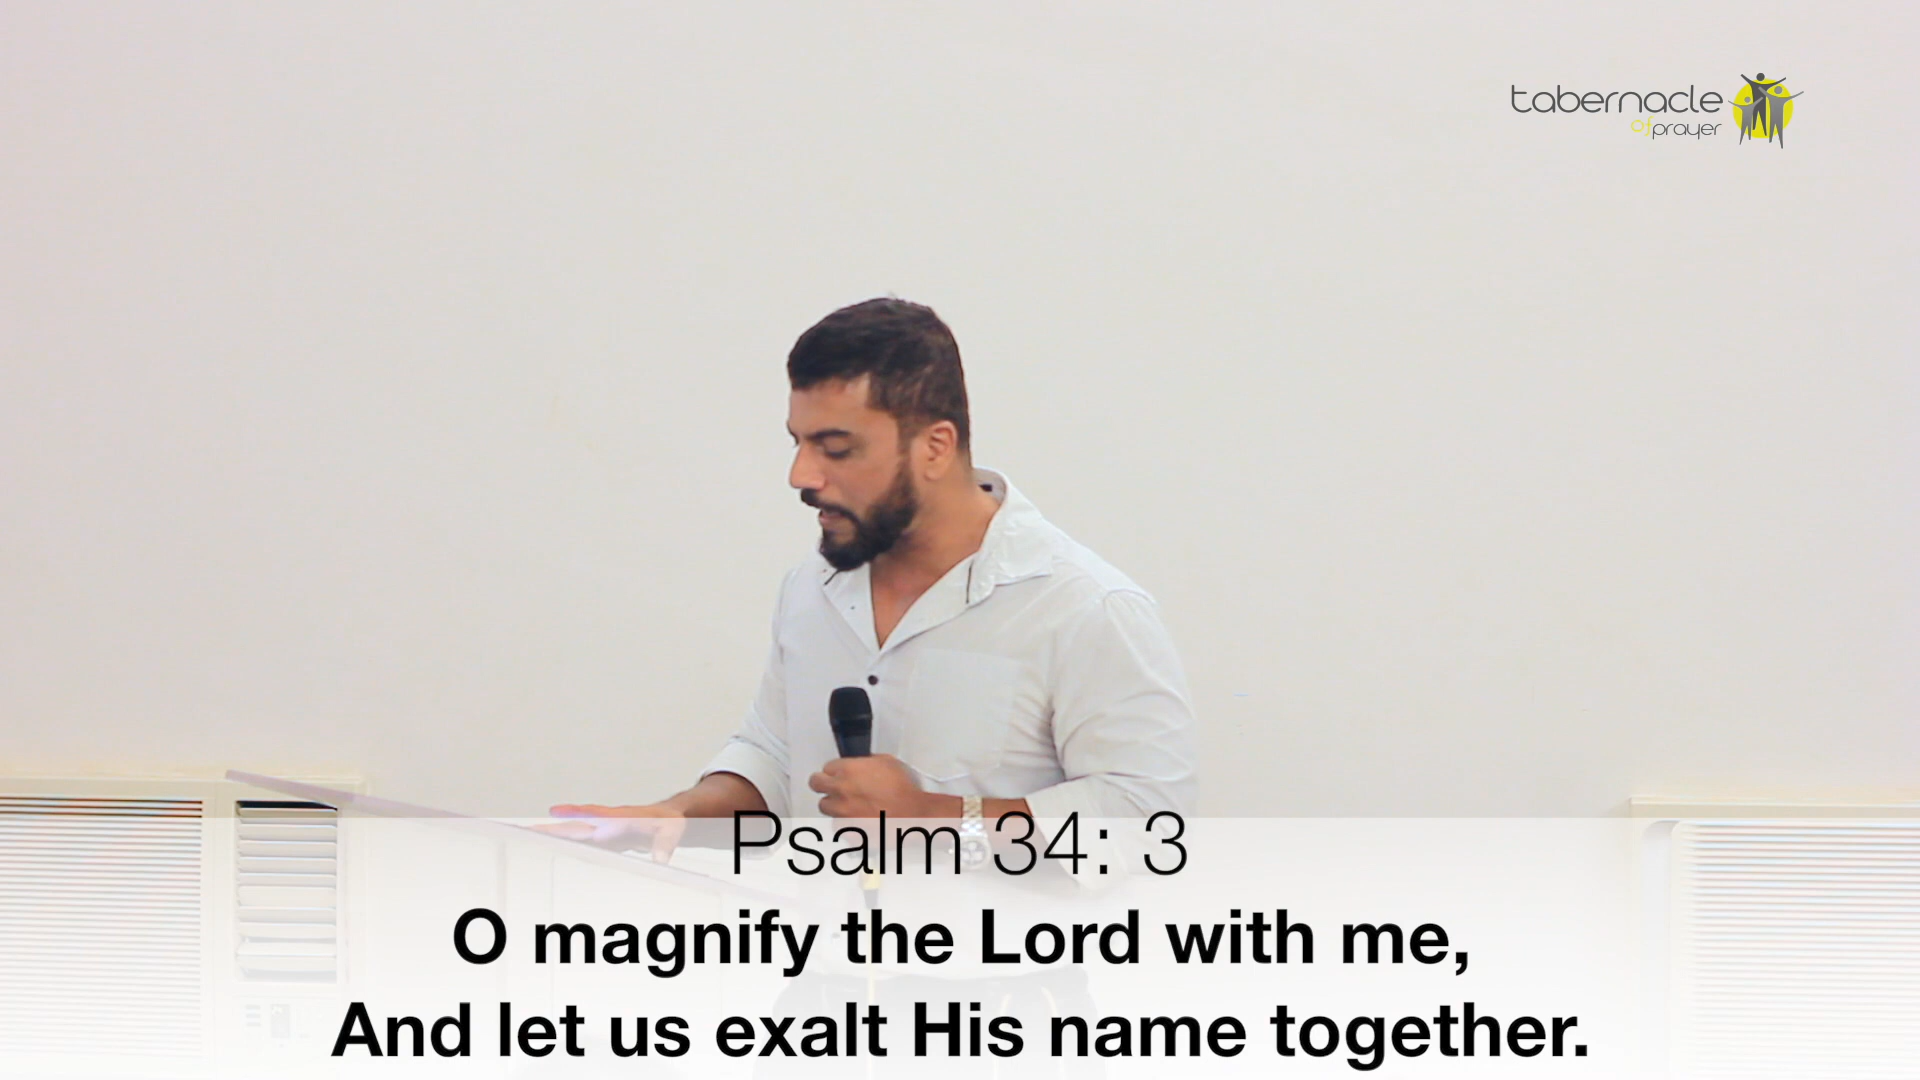 tabernacle
of prayer
Psalm 34: 3
O magnify the Lord with me,
And let us exalt His name together.